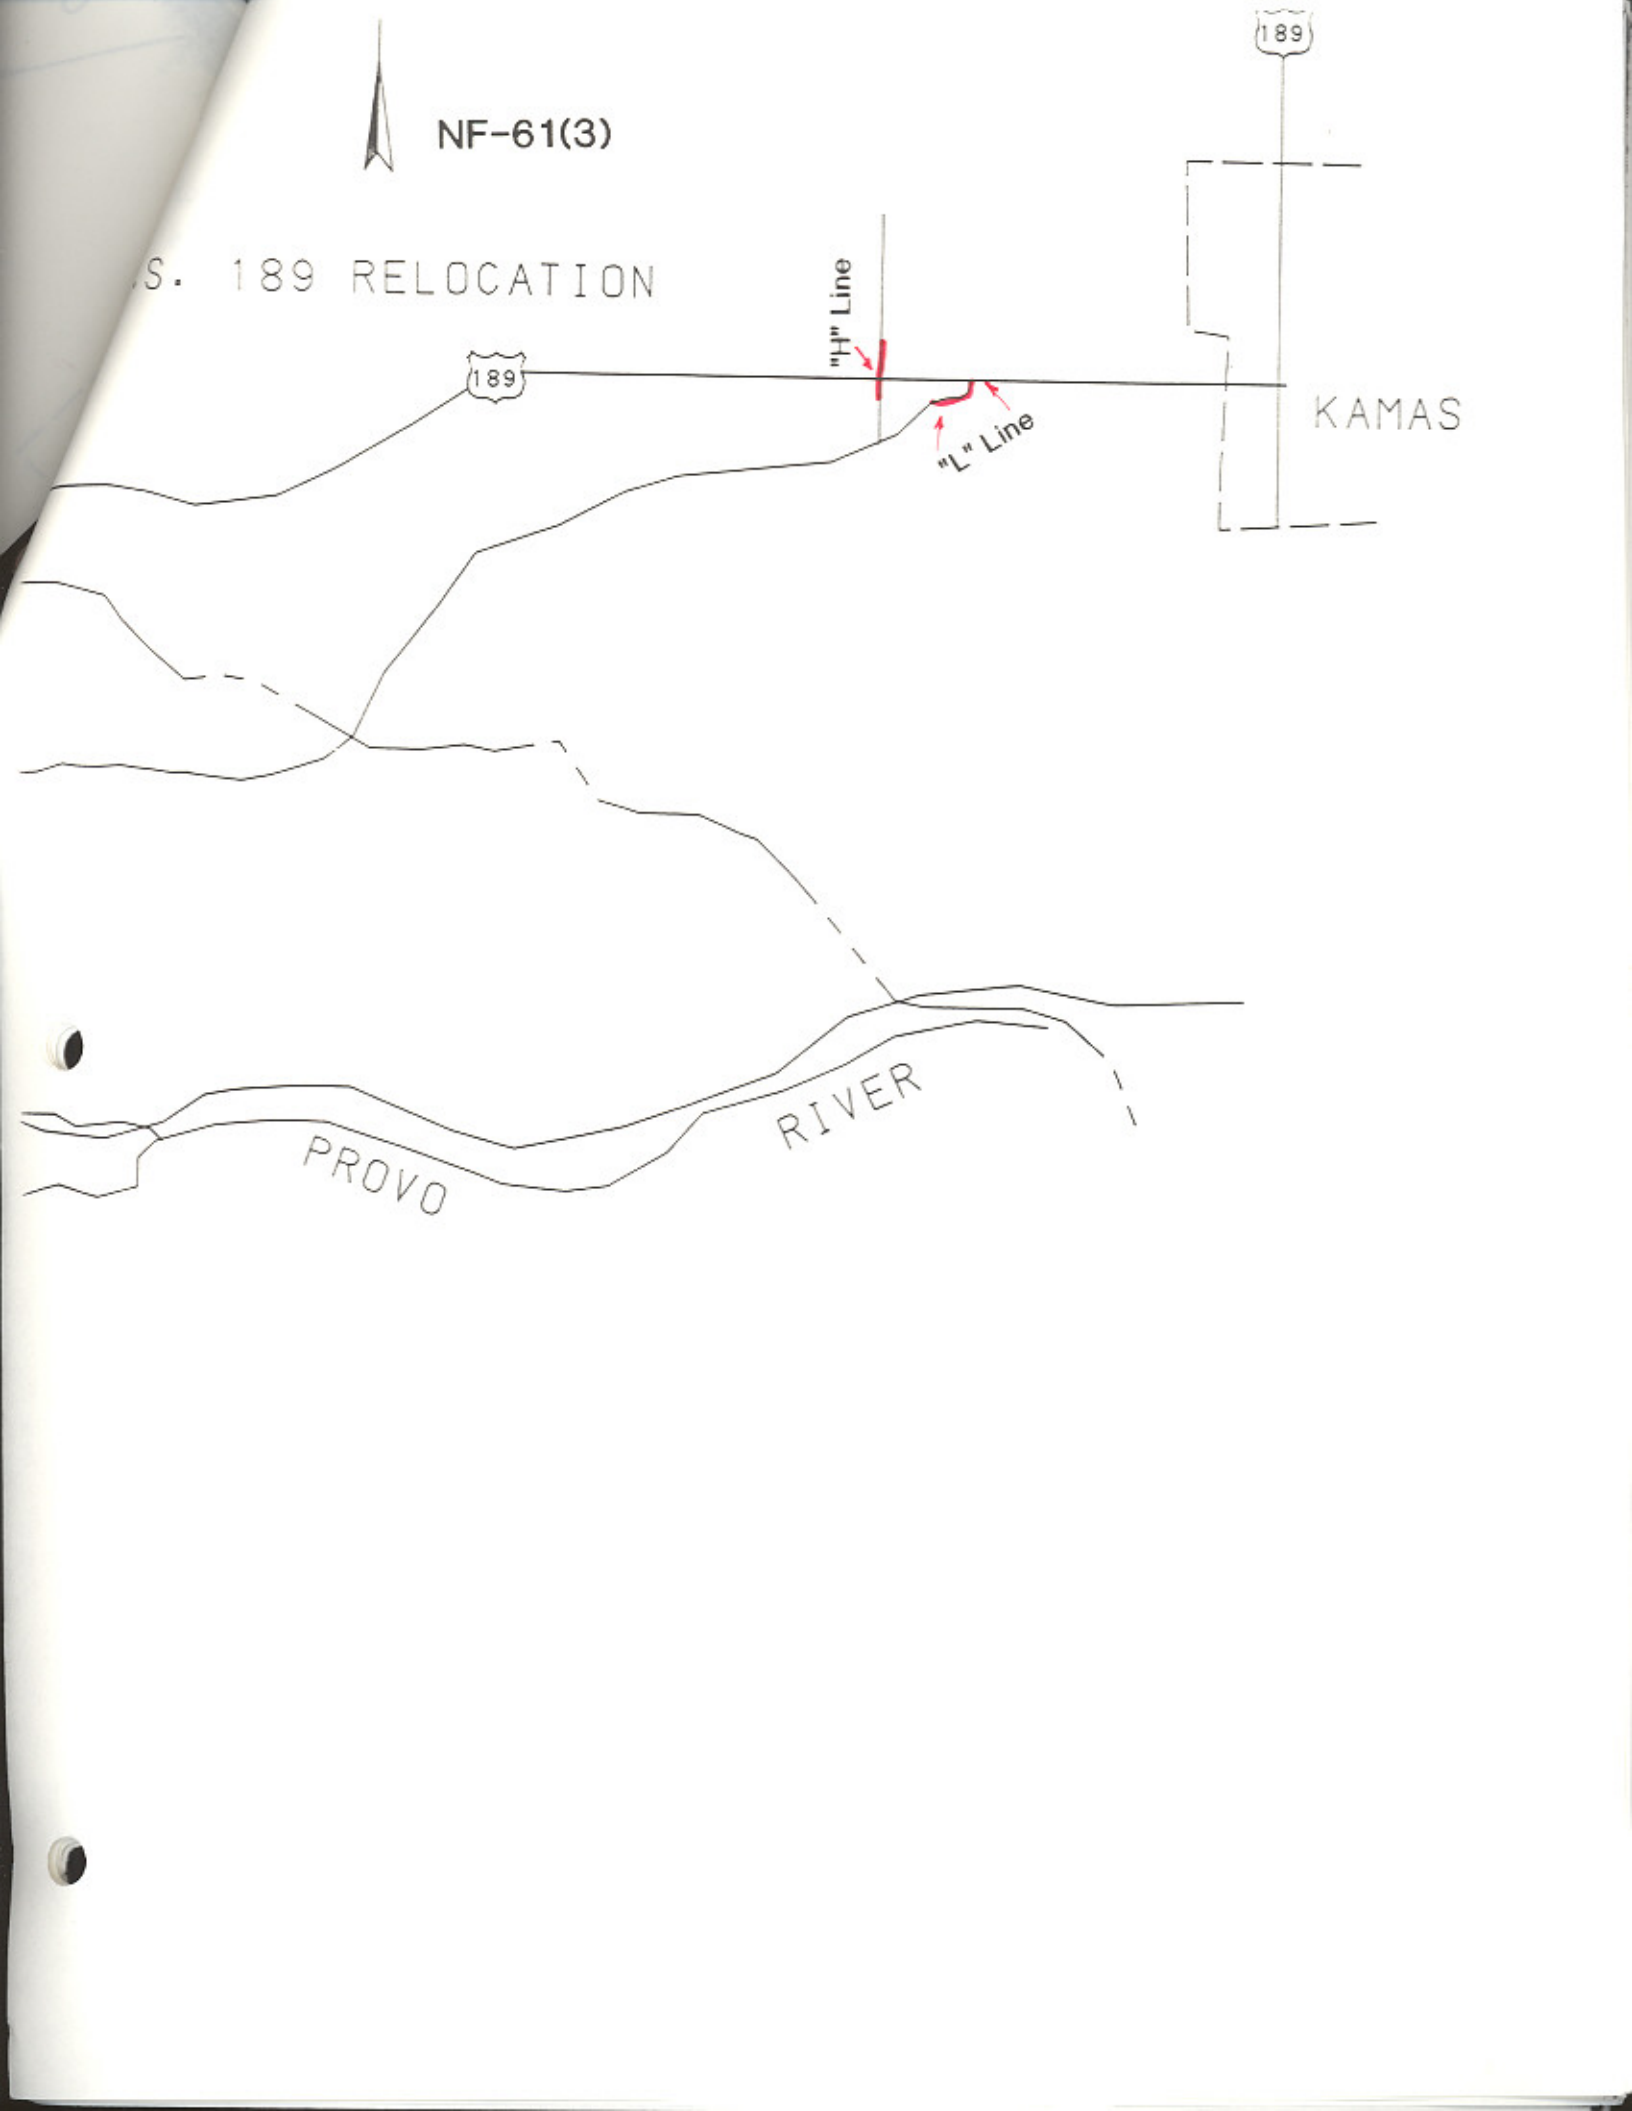 189
NF-61(3)
S. 189 RELOCATION
"H" Line
189
KAMAS
"L" Line
RIVER
PROVO